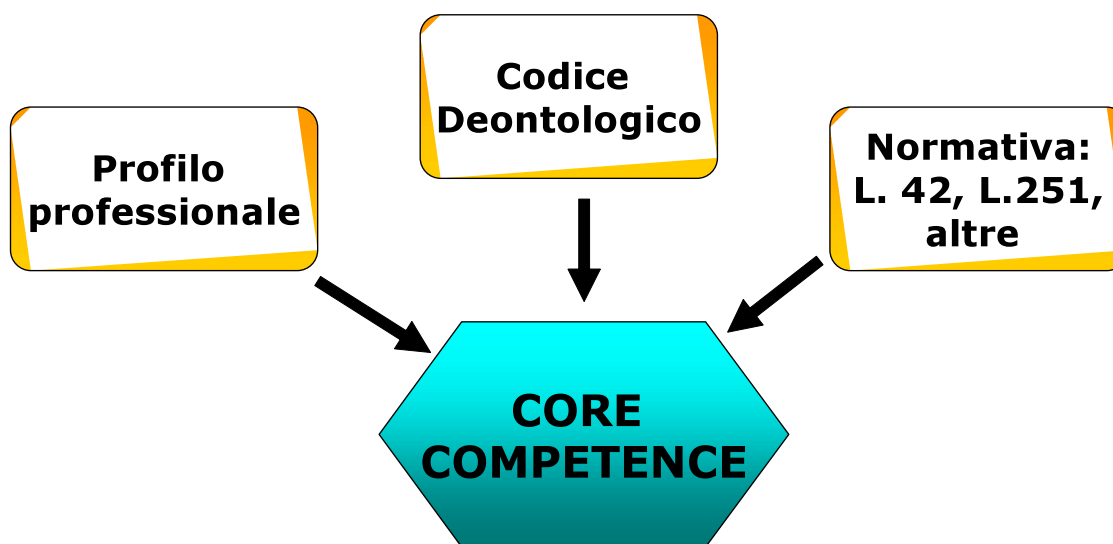 Profilo
professionale
Codice
Deontologico
Normativa:
L. 42, L.251,
altre
CORE
COMPETENCE